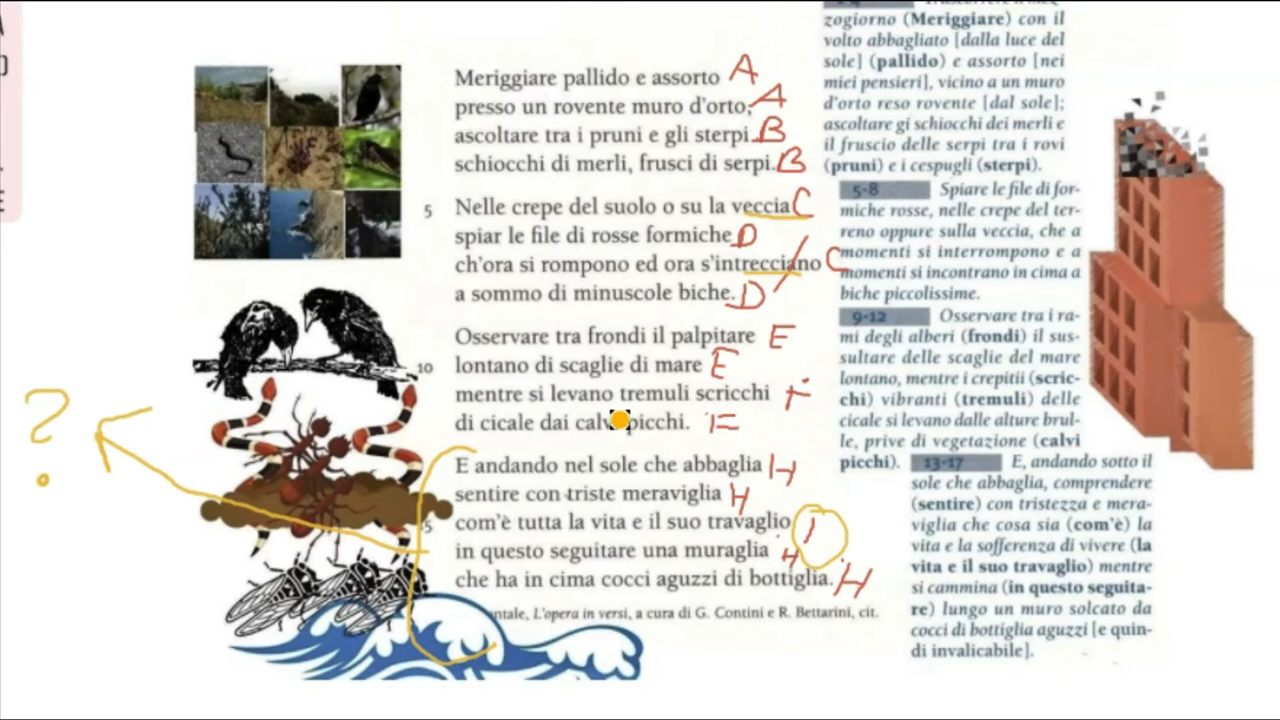 A
O
E
Meriggiare pallido e assorto A
presso un rovente muro d'orto, A
ascoltare tra i pruni e gli sterpi B
schiocchi di merli, frusci di serpi. B
5 Nelle crepe del suolo o su la veccia C
spiar le file di rosse formiche D
ch'ora si rompono ed ora s'intrecciano C
a sommo di minuscole biche. D
Osservare tra frondi il palpitare E
10 lontano di scaglie di mare E
mentre si levano tremuli scricchi F
di cicale dai calvi picchi. F
E andando nel sole che abbaglia H
sentire con triste meraviglia H
com'è tutta la vita e il suo travaglio I
in questo seguitare una muraglia H
che ha in cima cocci aguzzi di bottiglia. H
ntale, L'opera in versi, a cura di G. Contini e R. Bettarini, cit.
?
zogiorno (Meriggiare) con il
volto abbagliato [dalla luce del
sole] (pallido) e assorto [nei
miei pensieri], vicino a un muro
d'orto reso rovente [dal sole];
ascoltare gi schiocchi dei merli e
il fruscio delle serpi tra i rovi
(pruni) e i cespugli (sterpi).
5-8 Spiare le file di for-
miche rosse, nelle crepe del ter-
reno oppure sulla veccia, che a
momenti si interrompono e a
momenti si incontrano in cima a
biche piccolissime.
9-12 Osservare tra i ra-
mi degli alberi (frondi) il sus-
sultare delle scaglie del mare
lontano, mentre i crepitii (scric-
chi) vibranti (tremuli) delle
cicale si levano dalle alture brul-
le, prive di vegetazione (calvi
picchi). 13-17 E, andando sotto il
sole che abbaglia, comprendere
(sentire) con tristezza e mera-
viglia che cosa sia (com'è) la
vita e la sofferenza di vivere (la
vita e il suo travaglio) mentre
si cammina (in questo seguita-
re) lungo un muro solcato da
cocci di bottiglia aguzzi [e quin-
di invalicabile].